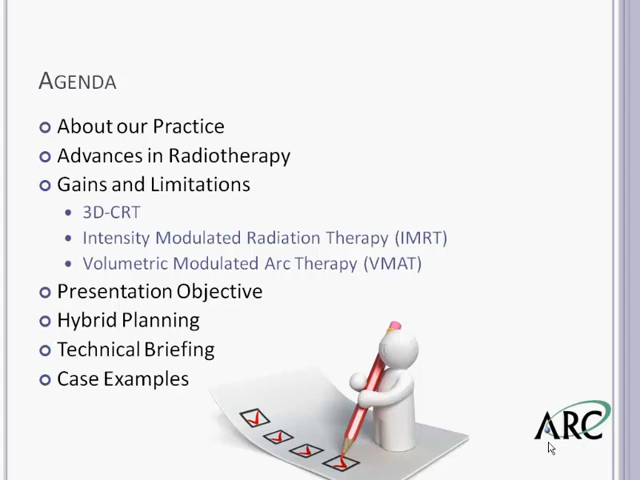 AGENDA
About our Practice
Advances in Radiotherapy
Gains and Limitations
3D-CRT
Intensity Modulated Radiation Therapy (IMRT)
Volumetric Modulated Arc Therapy (VMAT)
Presentation Objective
Hybrid Planning
Technical Briefing
Case Examples
ARC